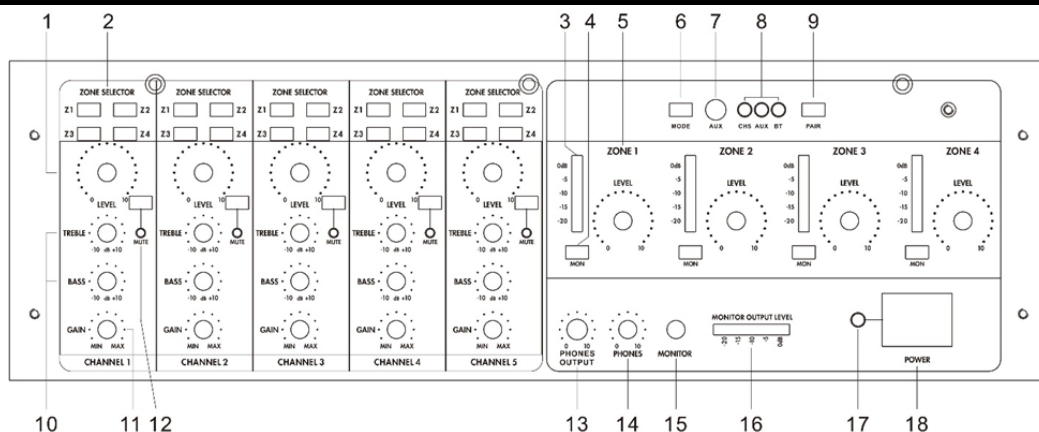 1 2 3 4 5 6 7 8 9
ZONE SELECTOR ZONE SELECTOR ZONE SELECTOR ZONE SELECTOR ZONE SELECTOR
Z1 Z2 Z1 Z2 Z1 Z2 Z1 Z2 Z1 Z2
Z3 Z4 Z3 Z4 Z3 Z4 Z3 Z4 Z3 Z4
0 10 0 10 0 10 0 10 0 10
LEVEL LEVEL LEVEL LEVEL LEVEL
TREBLE TREBLE TREBLE TREBLE TREBLE
MUTE MUTE MUTE MUTE MUTE
-10 dB +10 -10 dB +10 -10 dB +10 -10 dB +10 -10 dB +10
BASS BASS BASS BASS BASS
-10 dB +10 -10 dB +10 -10 dB +10 -10 dB +10 -10 dB +10
GAIN GAIN GAIN GAIN GAIN
MIN MAX MIN MAX MIN MAX MIN MAX MIN MAX
CHANNEL 1 CHANNEL 2 CHANNEL 3 CHANNEL 4 CHANNEL 5
MODE AUX CHS AUX BT PAIR
ZONE 1 ZONE 2 ZONE 3 ZONE 4
0dB 0dB 0dB 0dB
-5 -5 -5 -5
-10 -10 -10 -10
-15 -15 -15 -15
-20 -20 -20 -20
LEVEL LEVEL LEVEL LEVEL
0 10 0 10 0 10 0 10
MON MON MON MON
MONITOR OUTPUT LEVEL
-20 -15 -10 -5 0dB
0 10 0 10
PHONES OUTPUT
PHONES
MONITOR
POWER
10 11 12 13 14 15 16 17 18